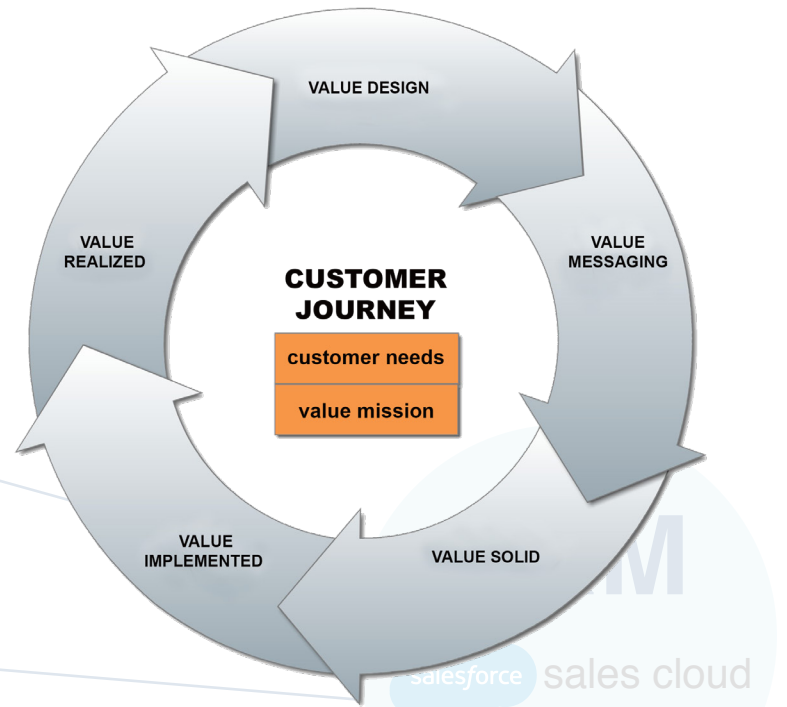 VALUE DESIGN
VALUE
MESSAGING
VALUE
REALIZED
CUSTOMER
JOURNEY
customer needs
value mission
VALUE
IMPLEMENTED
VALUE SOLID
salesforce sales cloud